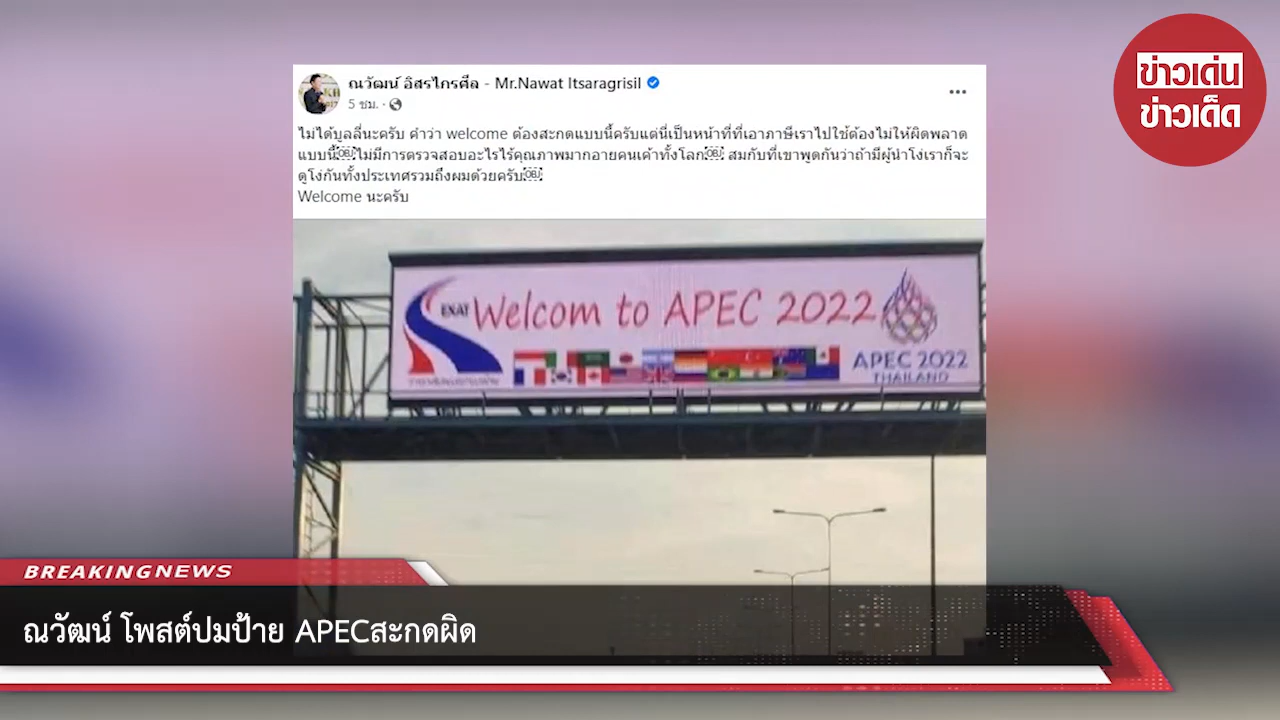 ข่าวเด่น
ข่าวเด็ด
ณวัฒน์ อิสรไกรศีล - Mr.Nawat Itsaragrisil
5 ชม.
ไม่ได้บูลลี่นะครับ คำว่า welcome ต้องสะกดแบบนี้ครับแต่นี่เป็นหน้าที่ที่เอาภาษีเราไปใช้ต้องไม่ให้ผิดพลาด
แบบนี้￼ไม่มีการตรวจสอบอะไรไร้คุณภาพมากอายคนเค้าทั้งโลก￼ สมกับที่เขาพูดกันว่าถ้ามีผู้นำโง่เราก็จะ
ดูโง่กันทั้งประเทศรวมถึงผมด้วยครับ￼
Welcome นะครับ
EXAT Welcom to APEC 2022
APEC 2022
THAILAND
BREAKINGNEWS
ณวัฒน์ โพสต์ปมป้าย APECสะกดผิด